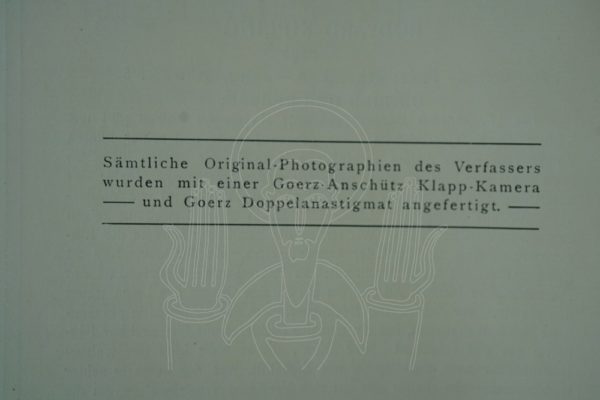 Sämtliche Original-Photographien des Verfassers
wurden mit einer Goerz-Anschütz Klapp-Kamera
— und Goerz Doppelanastigmat angefertigt. —